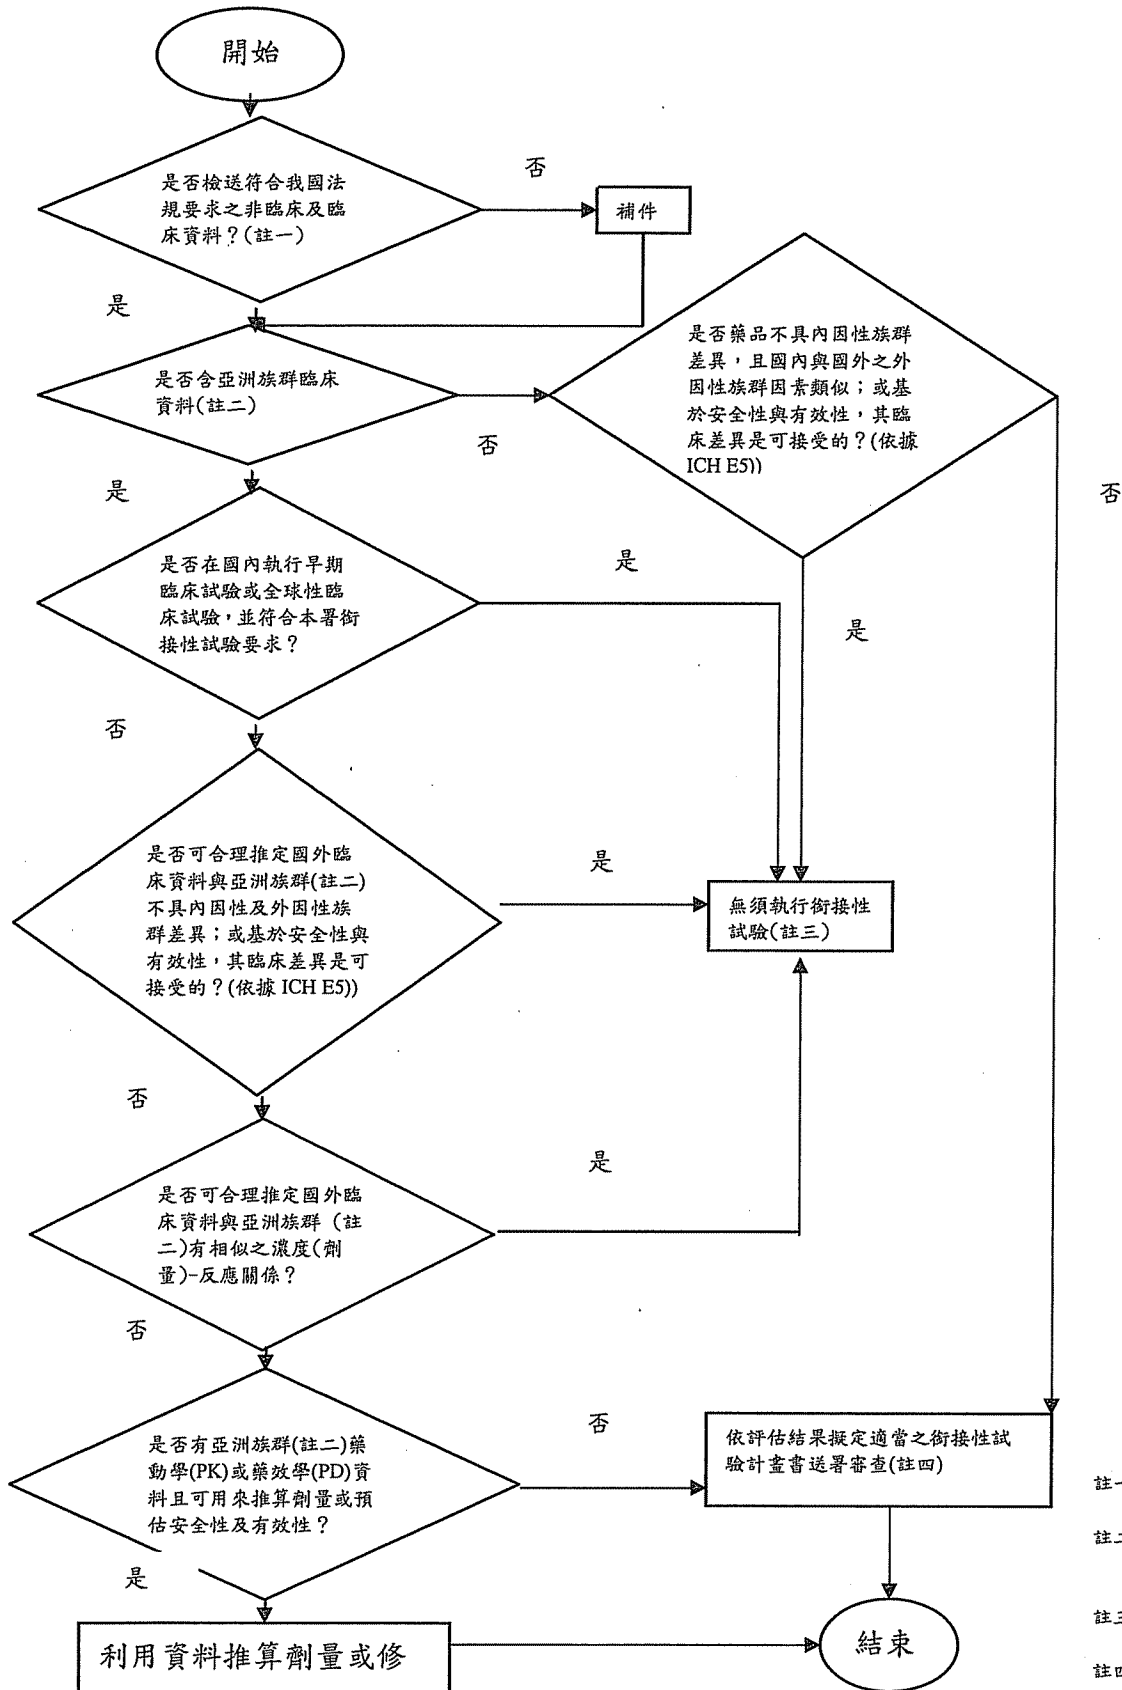 開始
是否檢送符合我國法
規要求之非臨床及臨
床資料？(註一)
否
補件
是
是否含亞洲族群臨床
資料(註二)
否
是否藥品不具內因性族群
差異，且國內與國外之外
因性族群因素類似；或基
於安全性與有效性，其臨
床差異是可接受的？(依據
ICH E5))
否
是
是
是否在國內執行早期
臨床試驗或全球性臨
床試驗，並符合本署銜
接性試驗要求？
是
否
是否可合理推定國外臨
床資料與亞洲族群(註二)
不具內因性及外因性族
群差異；或基於安全性與
有效性，其臨床差異是可
接受的？(依據 ICH E5))
是
無須執行銜接性
試驗(註三)
否
是否可合理推定國外臨
床資料與亞洲族群 (註
二)有相似之濃度(劑
量)-反應關係？
是
否
是否有亞洲族群(註二)藥
動學(PK)或藥效學(PD)資
料且可用來推算劑量或預
估安全性及有效性？
否
依評估結果擬定適當之銜接性試
驗計畫書送署審查(註四)
是
利用資料推算劑量或修
結束
註一
註二
註三
註四